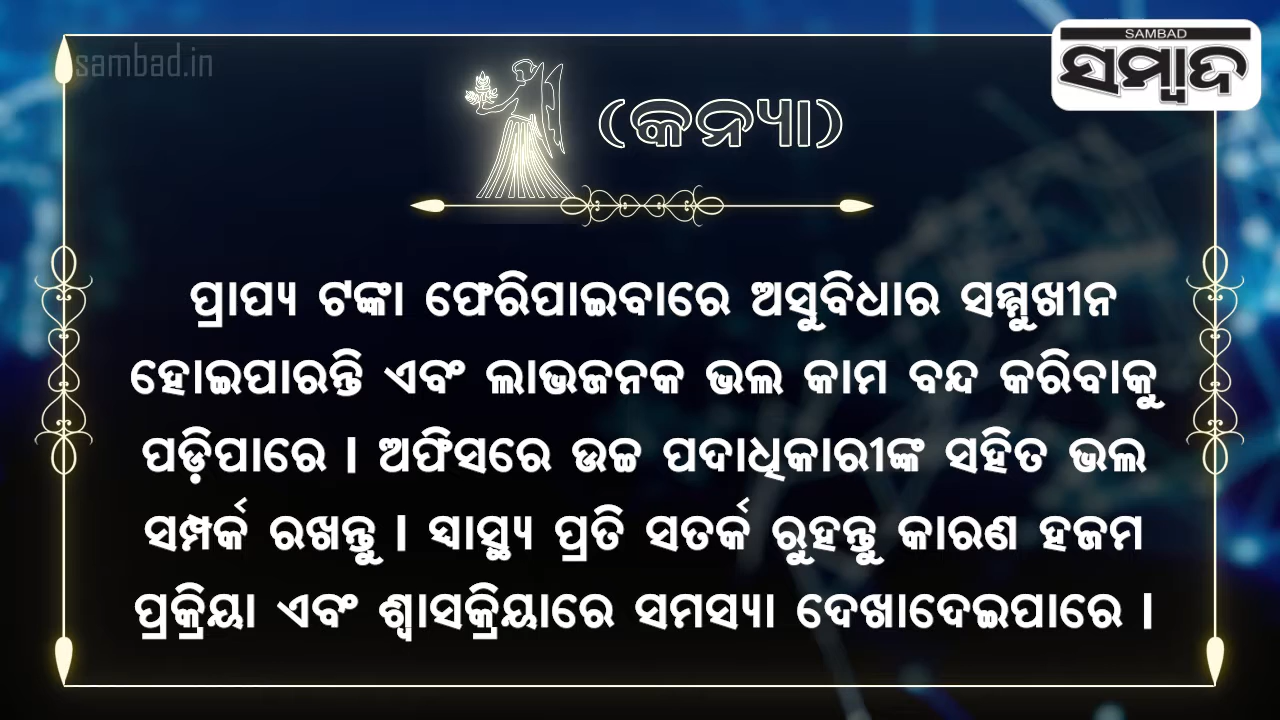 sambad.in
SAMBAD
ସମ୍ବାଦ
(କନ୍ୟା)
ପ୍ରାପ୍ୟ ଟଙ୍କା ଫେରିପାଇବାରେ ଅସୁବିଧାର ସମ୍ମୁଖୀନ
ହୋଇପାରନ୍ତି ଏବଂ ଲାଭଜନକ ଭଲ କାମ ବନ୍ଦ କରିବାକୁ
ପଡ଼ିପାରେ । ଅଫିସରେ ଉଚ୍ଚ ପଦାଧିକାରୀଙ୍କ ସହିତ ଭଲ
ସମ୍ପର୍କ ରଖନ୍ତୁ । ସ୍ୱାସ୍ଥ୍ୟ ପ୍ରତି ସତର୍କ ରୁହନ୍ତୁ କାରଣ ହଜମ
ପ୍ରକ୍ରିୟା ଏବଂ ଶ୍ୱାସକ୍ରିୟାରେ ସମସ୍ୟା ଦେଖାଦେଇପାରେ ।